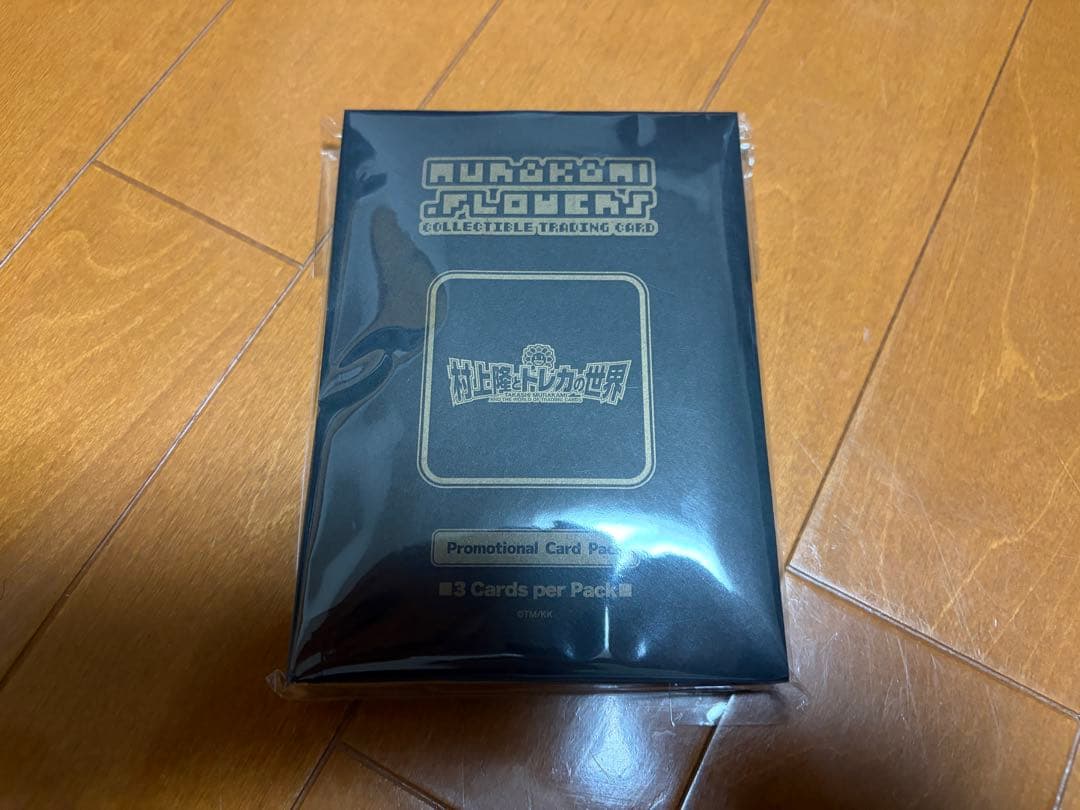 MURAKAMI
.FLOWERS
COLLECTIBLE TRADING CARD
村上隆とトレカの世界
TAKASHI MURAKAMI
AND THE WORLD OF TRADING CARDS
Promotional Card Pac
■3 Cards per Pack■
©TM/KK